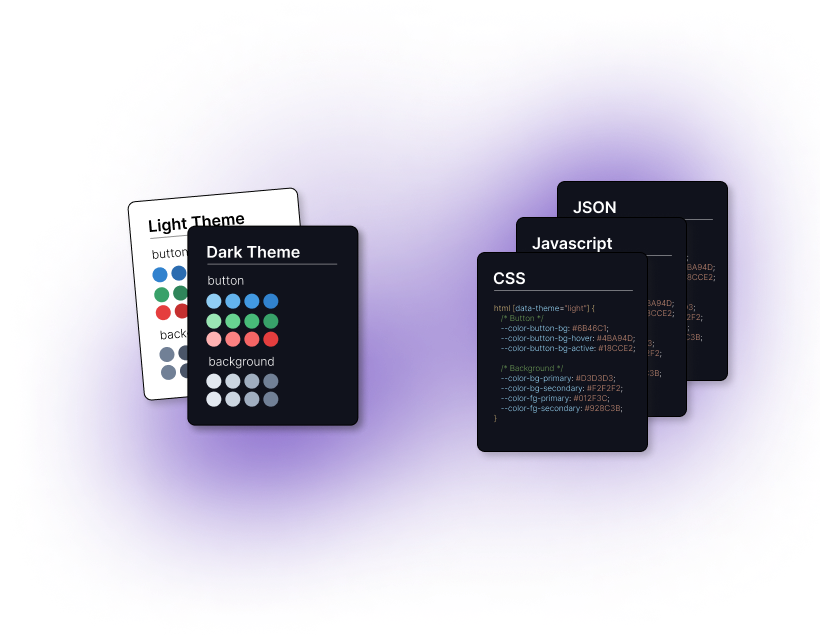 Light Theme
button
Dark Theme
button
background
JSON
Javascript
CSS
html [data-theme="light"] {
/* Button */
--color-button-bg: #6B46C1;
--color-button-bg-hover: #4BA94D;
--color-button-bg-active: #18CCE2;
/* Background */
--color-bg-primary: #D3D3D3;
--color-bg-secondary: #F2F2F2;
--color-fg-primary: #012F3C;
--color-fg-secondary: #928C3B;
}